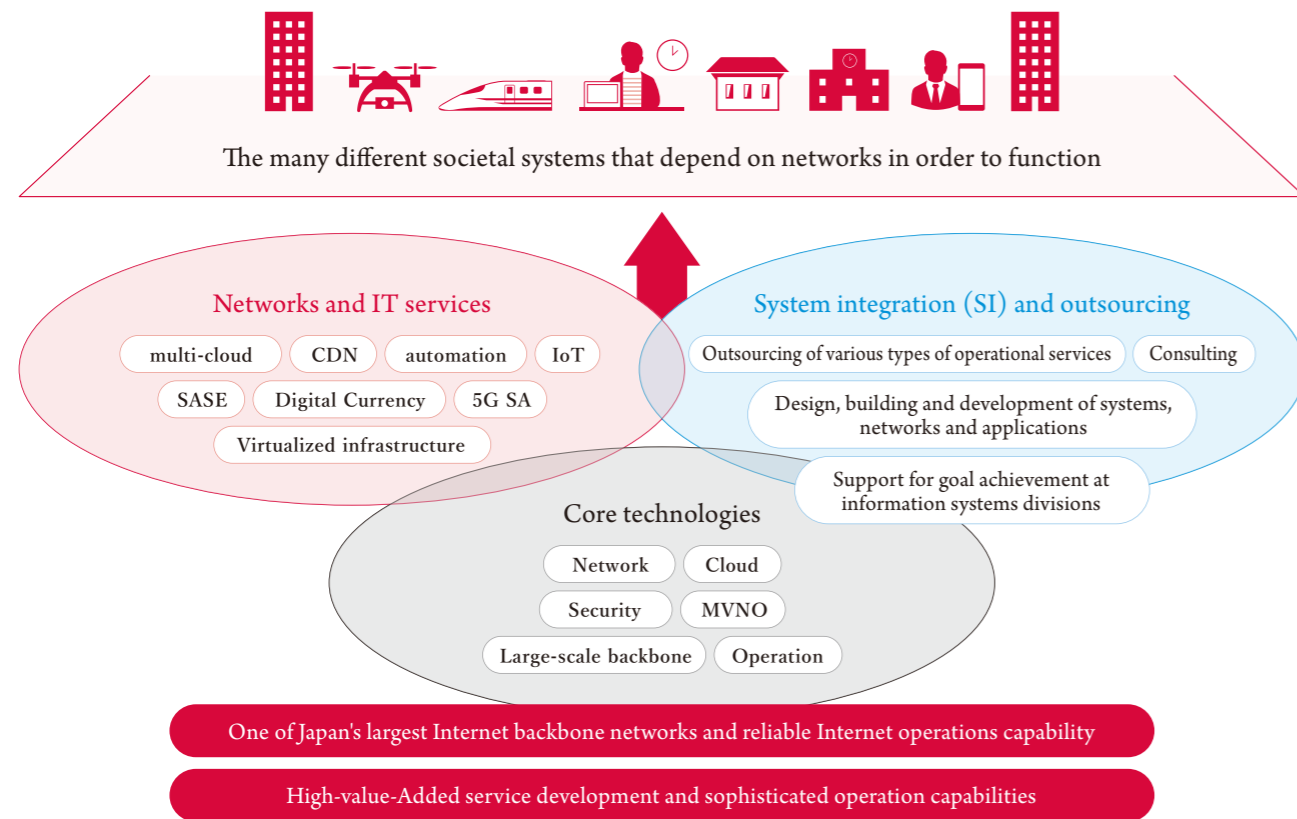 The many different societal systems that depend on networks in order to function
Networks and IT services
multi-cloud
CDN
automation
IoT
SASE
Digital Currency
5G SA
Virtualized infrastructure
System integration (SI) and outsourcing
Outsourcing of various types of operational services
Consulting
Design, building and development of systems,
networks and applications
Support for goal achievement at
information systems divisions
Core technologies
Network
Cloud
Security
MVNO
Large-scale backbone
Operation
One of Japan's largest Internet backbone networks and reliable Internet operations capability
High-value-Added service development and sophisticated operation capabilities